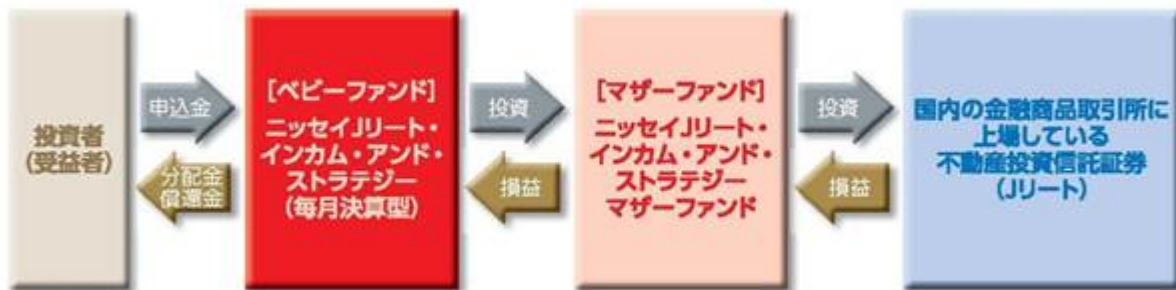 投資者
(受益者)
申込金
分配金
償還金
[ベビーファンド]
ニッセイJリート・
インカム・アンド・
ストラテジー
(毎月決算型)
投資
損益
[マザーファンド]
ニッセイJリート・
インカム・アンド・
ストラテジー
マザーファンド
投資
損益
国内の金融商品取引所に
上場している
不動産投資信託証券
(Jリート)